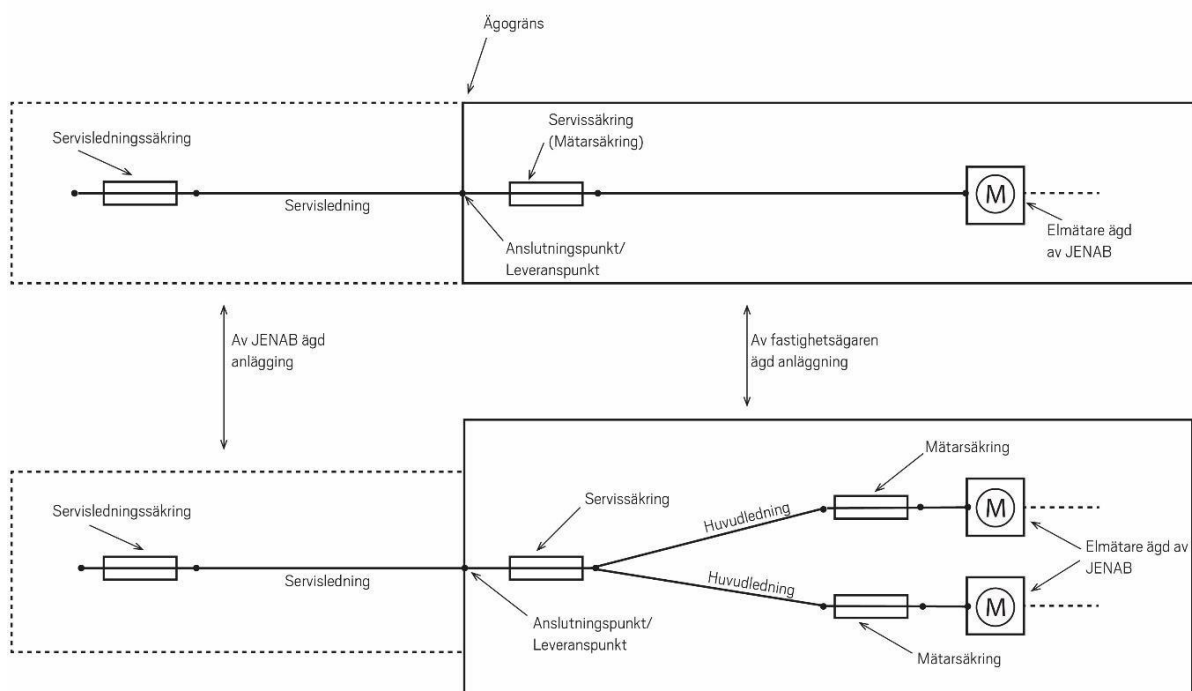 Ägogräns
Servisledningssäkring
Servissäkring
(Mätarsäkring)
M
Servisledning
Anslutningspunkt/
Leveranspunkt
Elmätare ägd
av JENAB
Av JENAB ägd
anlägging
Av fastighetsägaren
ägd anläggning
Mätarsäkring
Servisledningssäkring
Servissäkring
Huvudledning
M
Servisledning
Huvudledning
Elmätare ägd av
JENAB
M
Anslutningspunkt/
Leveranspunkt
Mätarsäkring